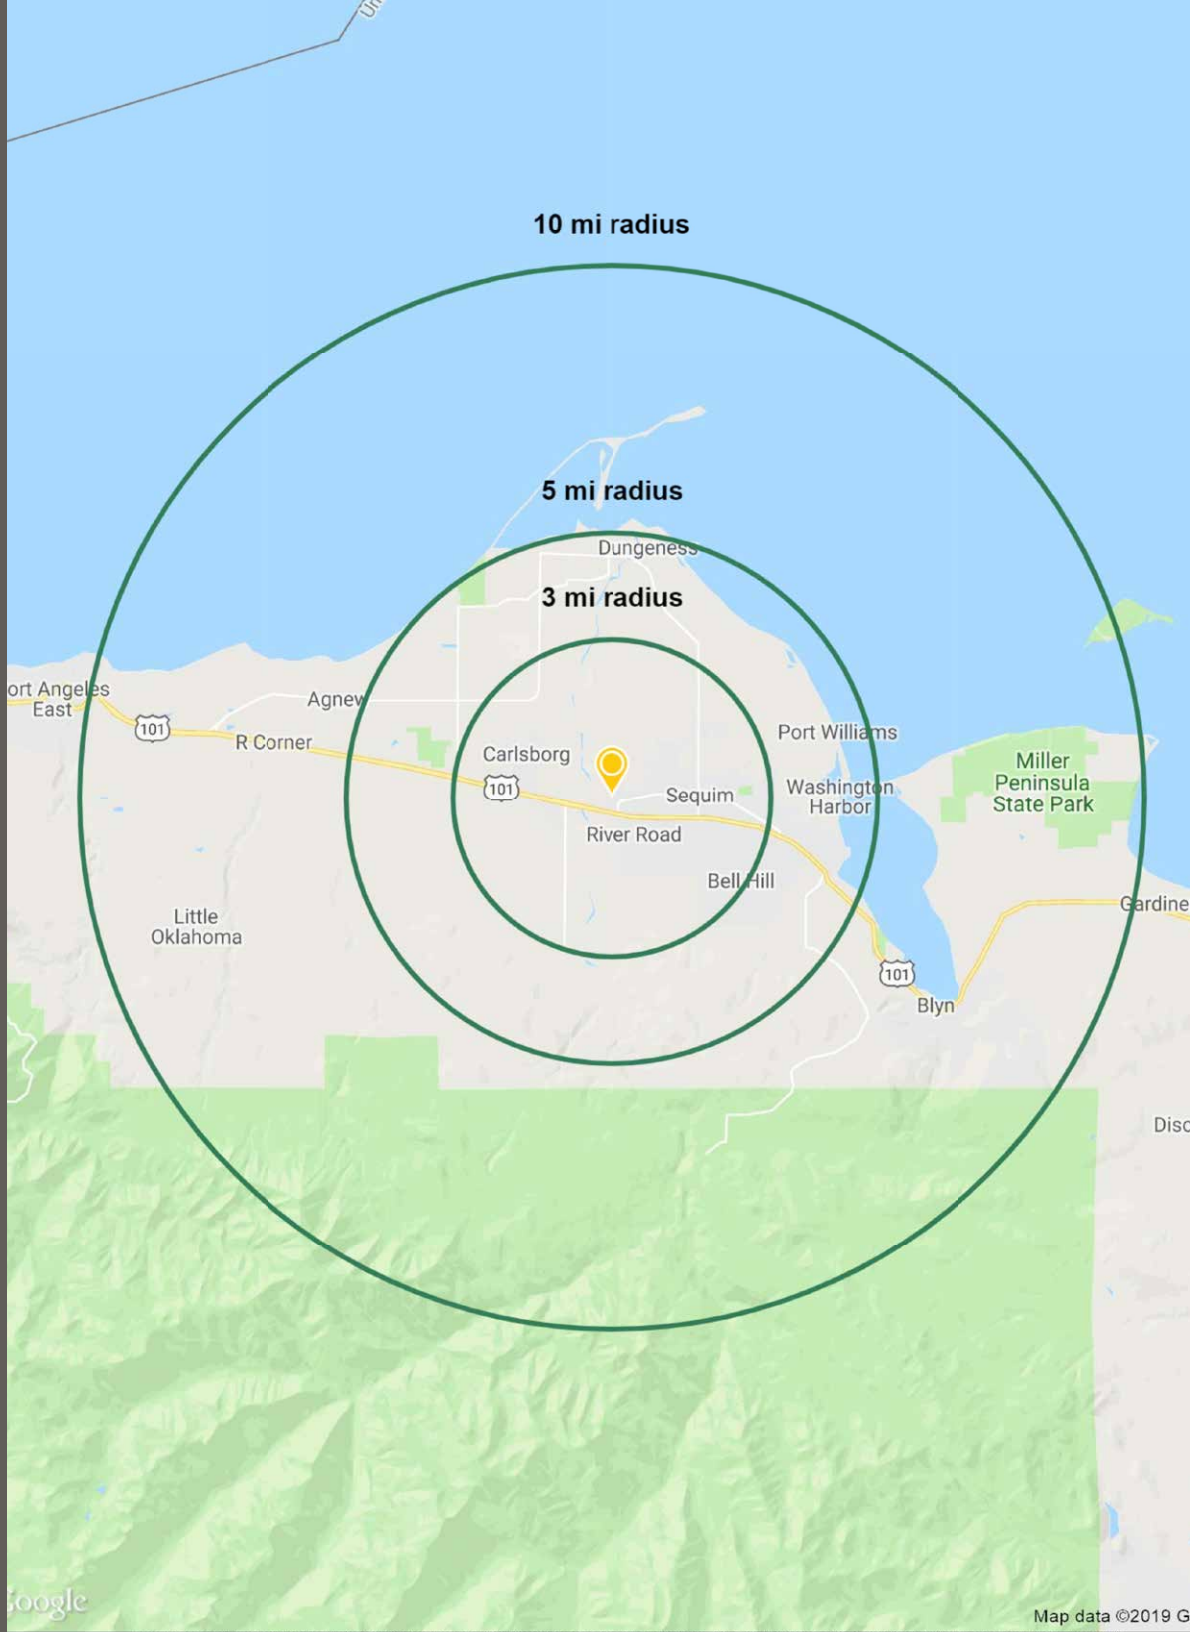 Un
10 mi radius
5 mi radius
Dungeness
3 mi radius
ort Angeles
East
Agnew
101
R Corner
Carlsborg
101
Port Williams
Sequim
Washington
Harbor
Miller
Peninsula
State Park
River Road
Bell Hill
Little
Oklahoma
Gardine
101
Blyn
Disc
Google
Map data ©2019 G